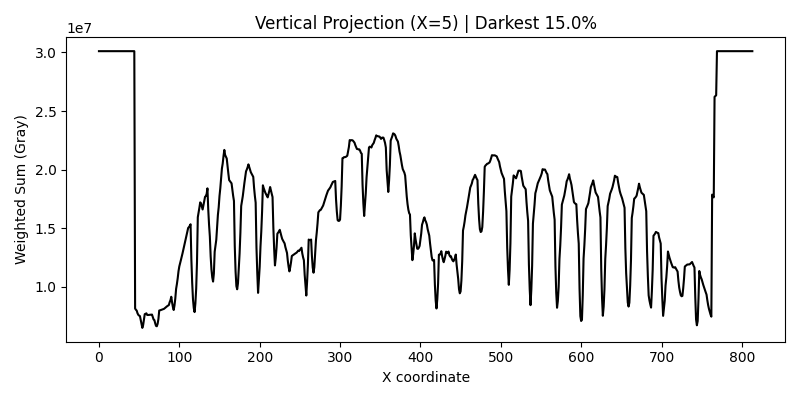 Vertical Projection (X=5) | Darkest 15.0%
1e7
3.0
2.5
2.0
1.5
1.0
Weighted Sum (Gray)
0 100 200 300 400 500 600 700 800
X coordinate